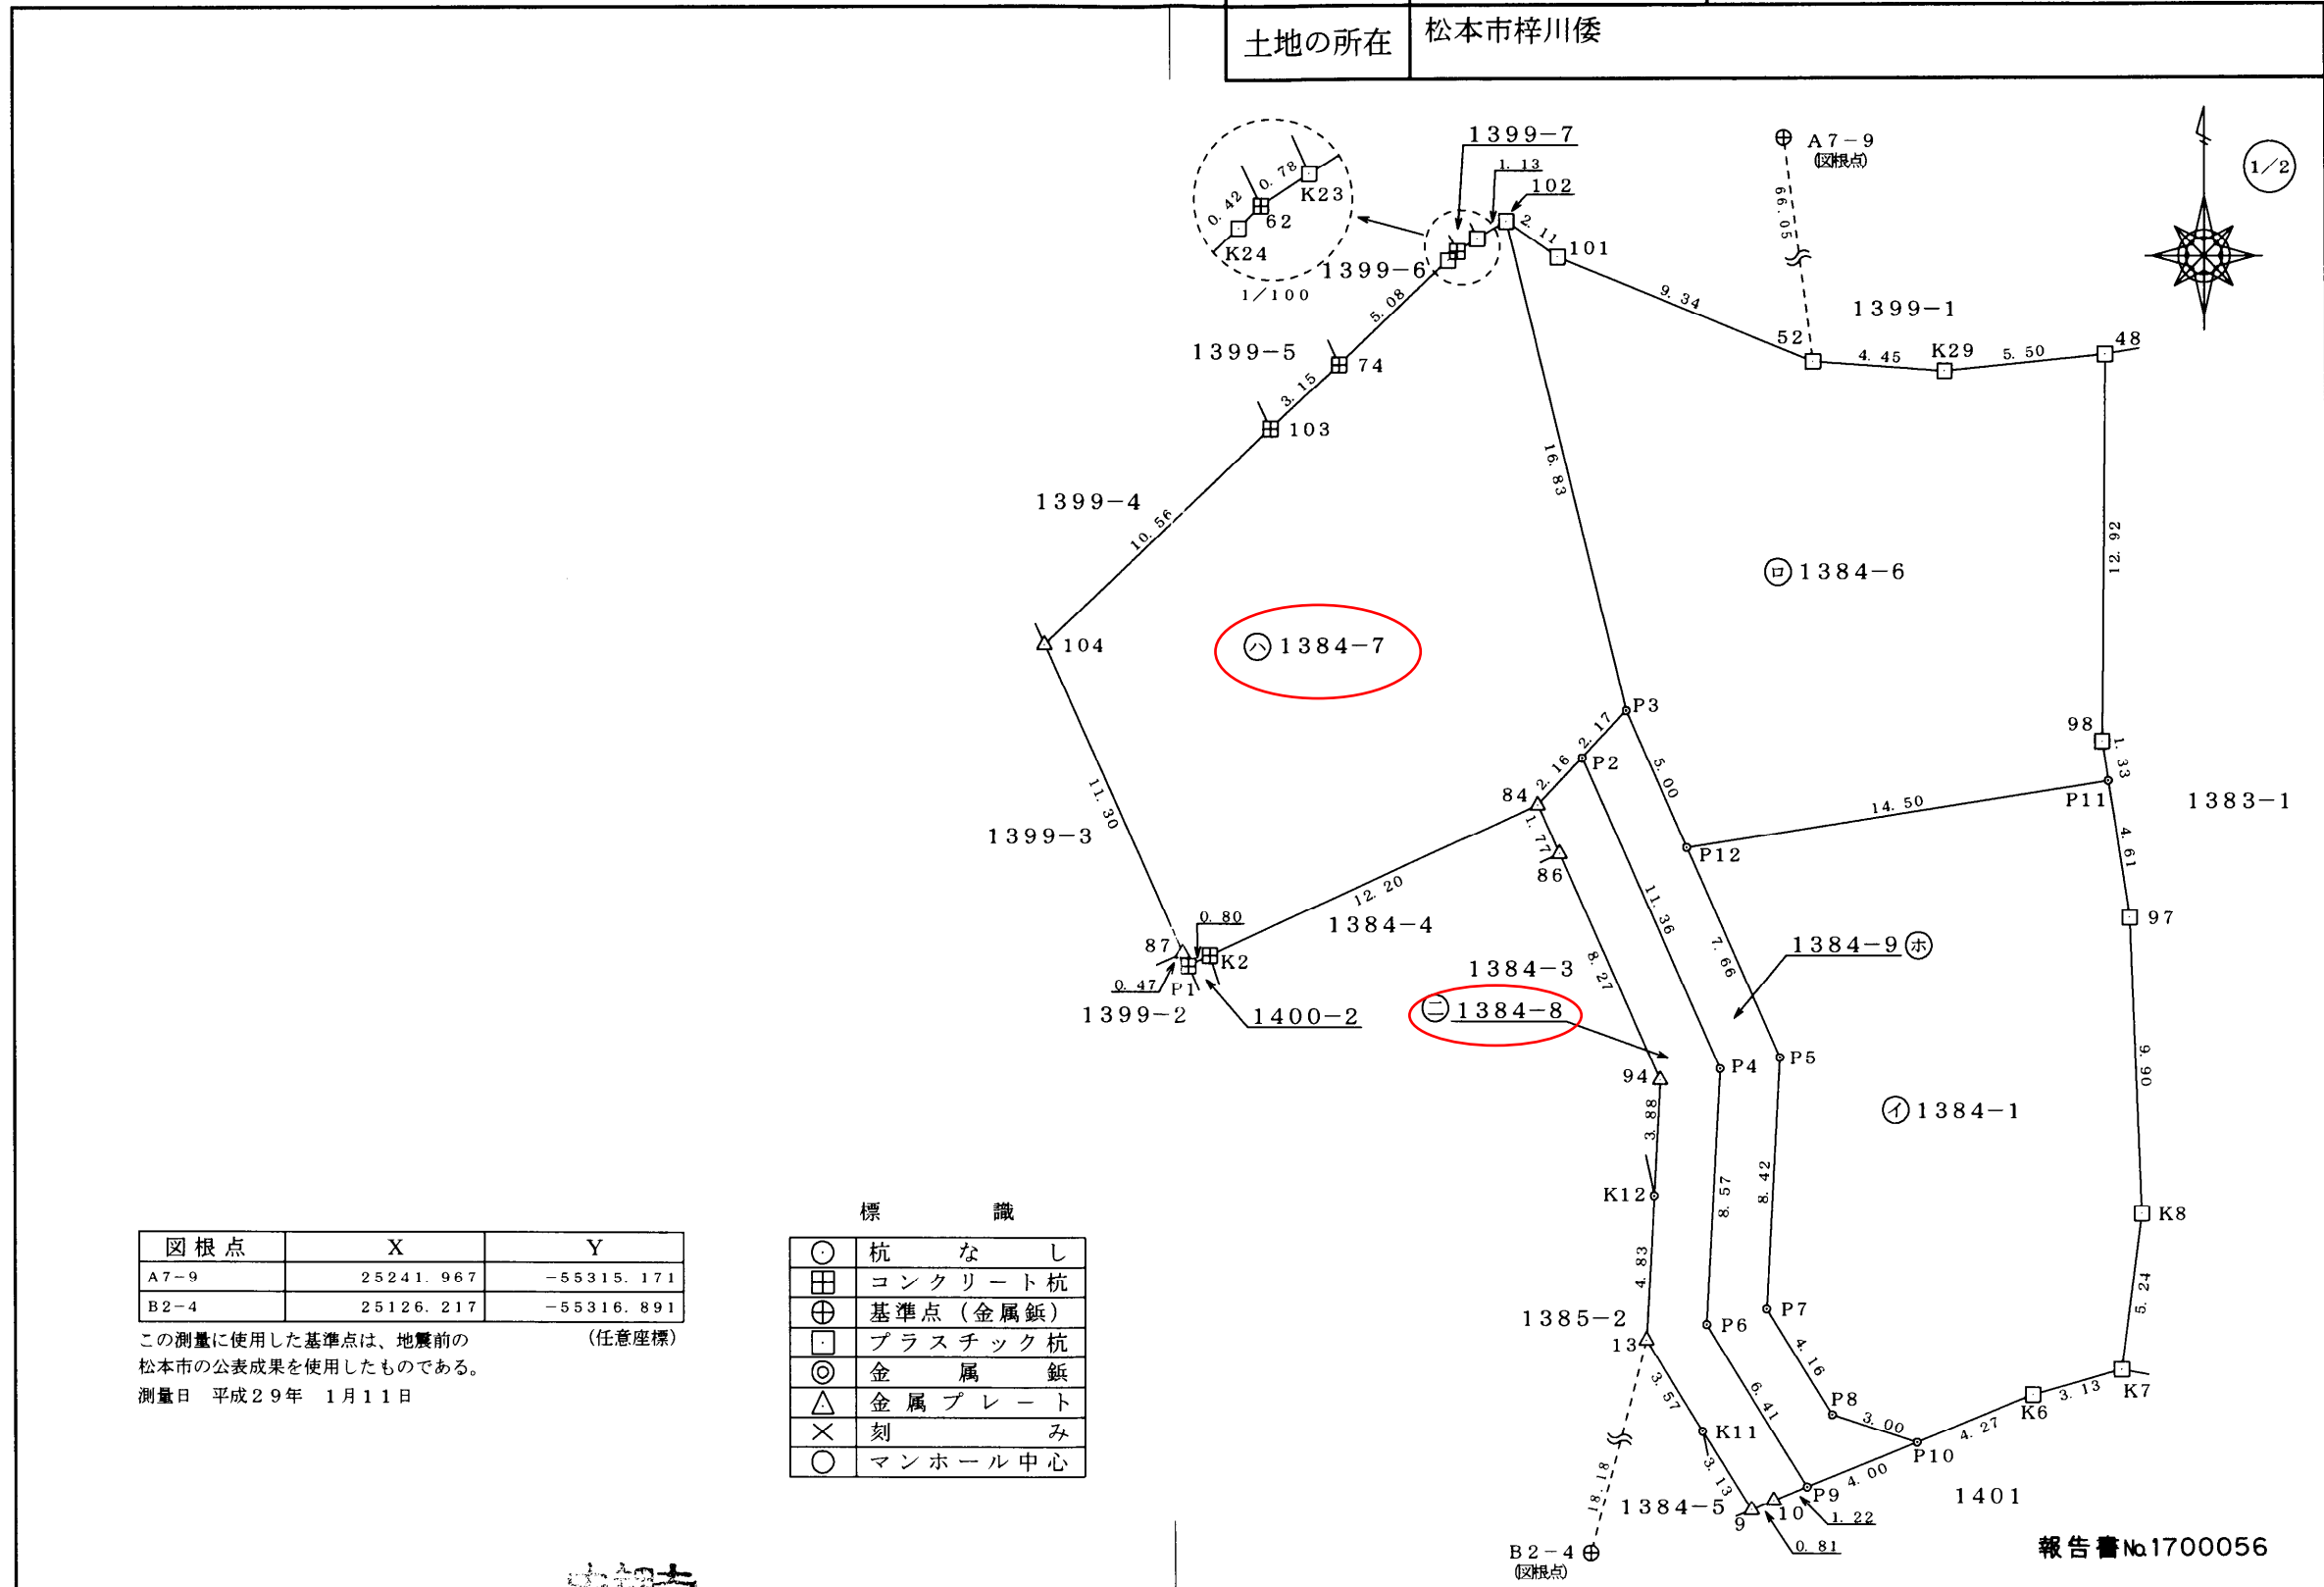 土地の所在 松本市梓川倭
1399-7
1. 13
102
A7-9
(図根点)
1/2
0. 78
K23
0. 42
62
K24
1/100
2. 11
101
66. 05
1399-6
9. 34
1399-1
5. 08
52
4. 45
K29
5. 50
48
1399-5
74
3. 15
103
16. 83
1399-4
10. 56
12. 92
ロ 1384-6
104
ハ 1384-7
P3
98
2. 17
1. 33
P2
2. 16
5. 00
84
14. 50
P11
1383-1
11. 30
1. 77
1399-3
P12
4. 61
86
12. 20
11. 36
0. 80
1384-4
97
87
K2
7. 66
1384-9 ホ
0. 47
P1
1384-3
8. 27
1399-2
1400-2
ニ 1384-8
P4
P5
94
9. 60
3. 88
イ 1384-1
K12
8. 57
8. 42
K8
4. 83
5. 24
1385-2
13
P6
P7
4. 16
3. 57
6. 41
P8
3. 00
K6
3. 13
K7
K11
4. 27
P10
3. 13
4. 00
18. 18
P9
1384-5
9
10
1. 22
1401
0. 81
B2-4
(図根点)
図根点 X Y
A7-9 25241. 967 -55315. 171
B2-4 25126. 217 -55316. 891
この測量に使用した基準点は、地震前の (任意座標)
松本市の公表成果を使用したものである。
測量日 平成29年 1月11日
標 識
杭なし
コンクリート杭
基準点(金属鋲)
プラスチック杭
金属鋲
金属プレート
刻み
マンホール中心
報告書No.1700056